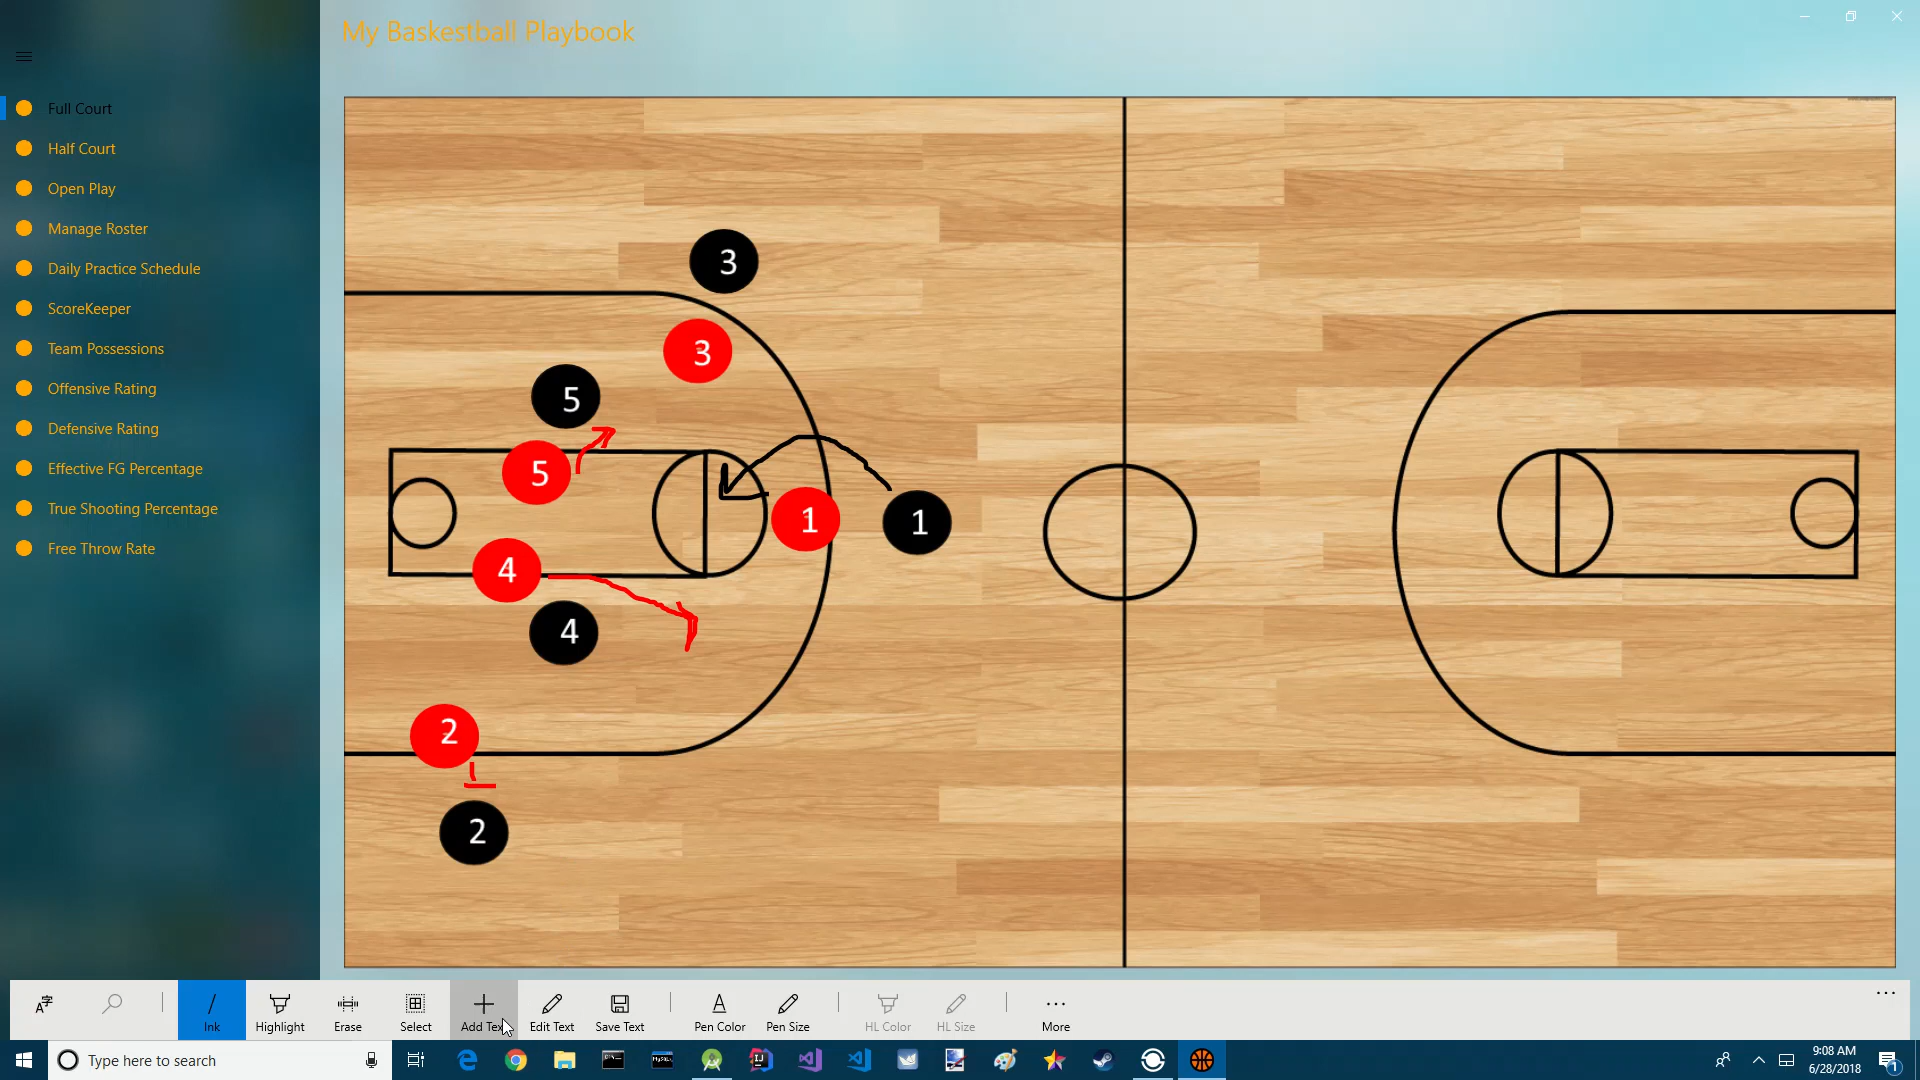 My Basketball Playbook
Full Court
Half Court
Open Play
Manage Roster
Daily Practice Schedule
ScoreKeeper
Team Possessions
Offensive Rating
Defensive Rating
Effective FG Percentage
True Shooting Percentage
Free Throw Rate
3
3
5
5
1
1
4
4
2
2
Ink
Highlight
Erase
Select
Add Text
Edit Text
Save Text
Pen Color
Pen Size
HL Color
HL Size
More
Type here to search
9:08 AM
6/28/2018
1